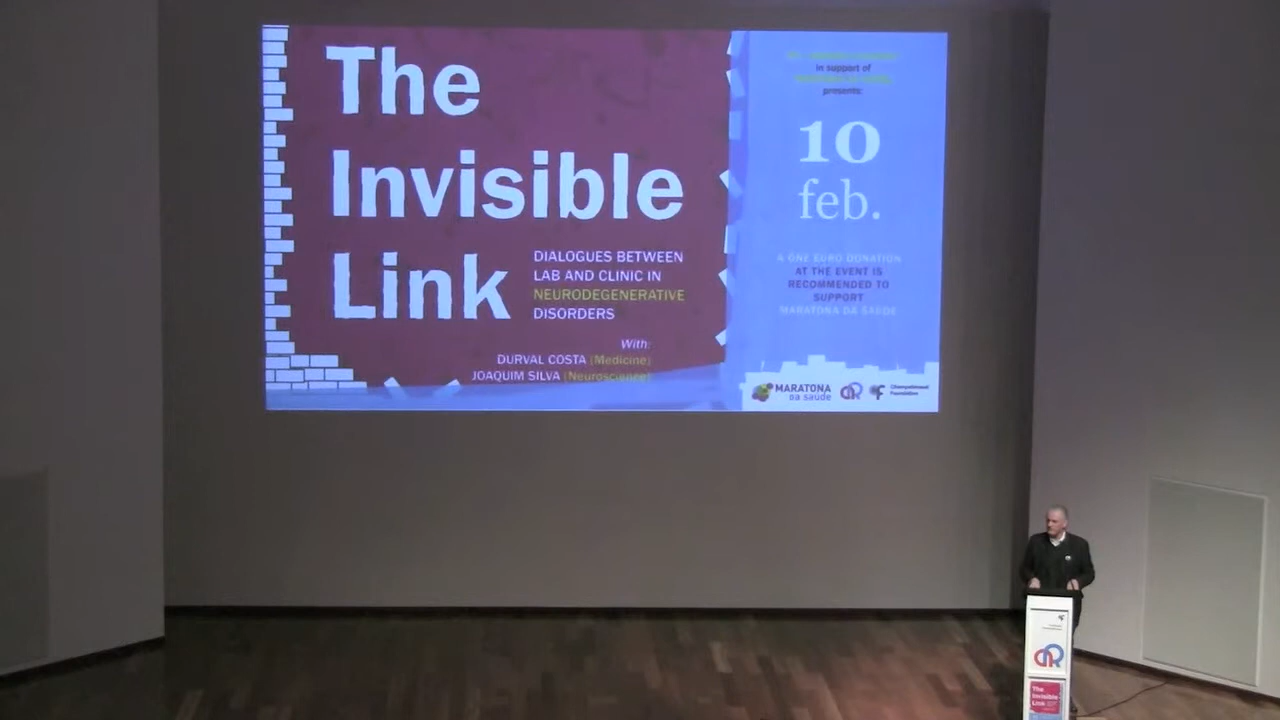 The
Invisible
Link
DIALOGUES BETWEEN
LAB AND CLINIC IN
NEURODEGENERATIVE
DISORDERS
With:
DURVAL COSTA (Medicine)
JOAQUIM SILVA (Neuroscience)
in support of
presents:
10
feb.
A ONE EURO DONATION
AT THE EVENT IS
RECOMMENDED TO
SUPPORT
MARATONA DA SAÚDE
MARATONA
da saúde
Champalimaud
Foundation
The
Invisible
Link